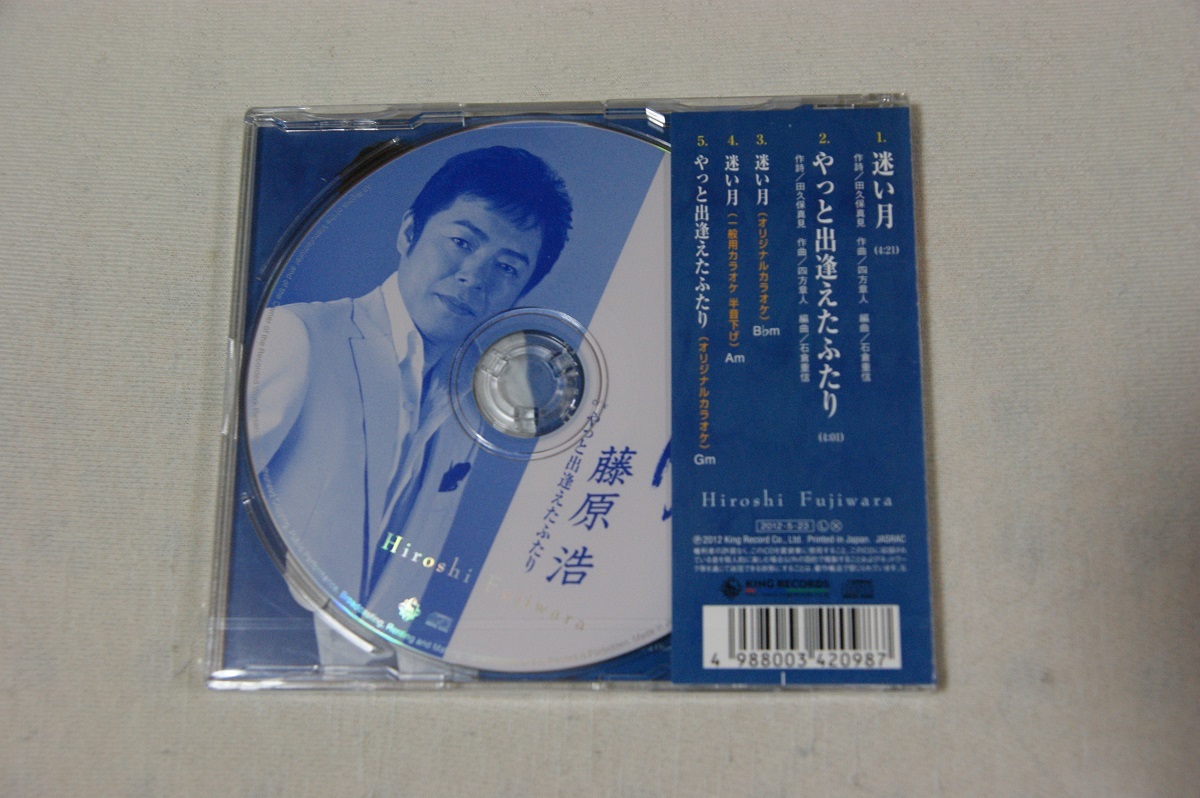 1. 迷い月 (4:21)
作詩／田久保真見 作曲／四方章人 編曲／石倉重信
2. やっと出逢えたふたり (4:01)
作詩／田久保真見 作曲／四方章人 編曲／石倉重信
3. 迷い月 (オリジナルカラオケ) B♭m
4. 迷い月 (一般用カラオケ 半音下げ) Am
5. やっと出逢えたふたり (オリジナルカラオケ) Gm
Hiroshi Fujiwara
2012・5・23 Ⓛ Ⓧ
Ⓟ2012 King Record Co., Ltd. Printed in Japan. JASRAC
KING RECORDS
4 988003 420987
藤原 浩
やっと出逢えたふたり
Hiroshi Fujiwara